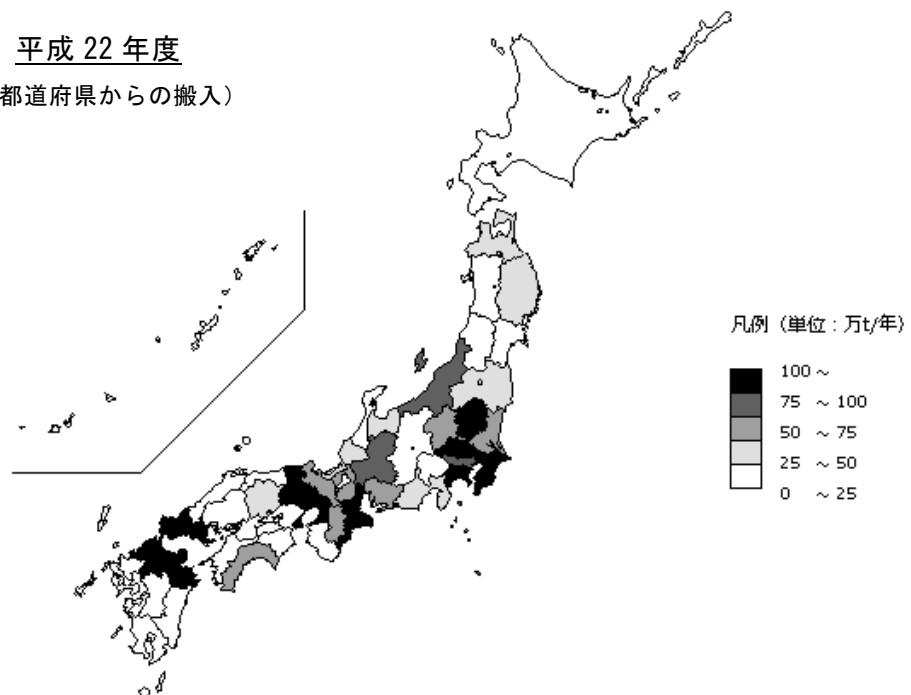 平成 22 年度
都道府県からの搬入）
凡例 (単位：万t/年)
100 ～
75 ～ 100
50 ～ 75
25 ～ 50
0 ～ 25